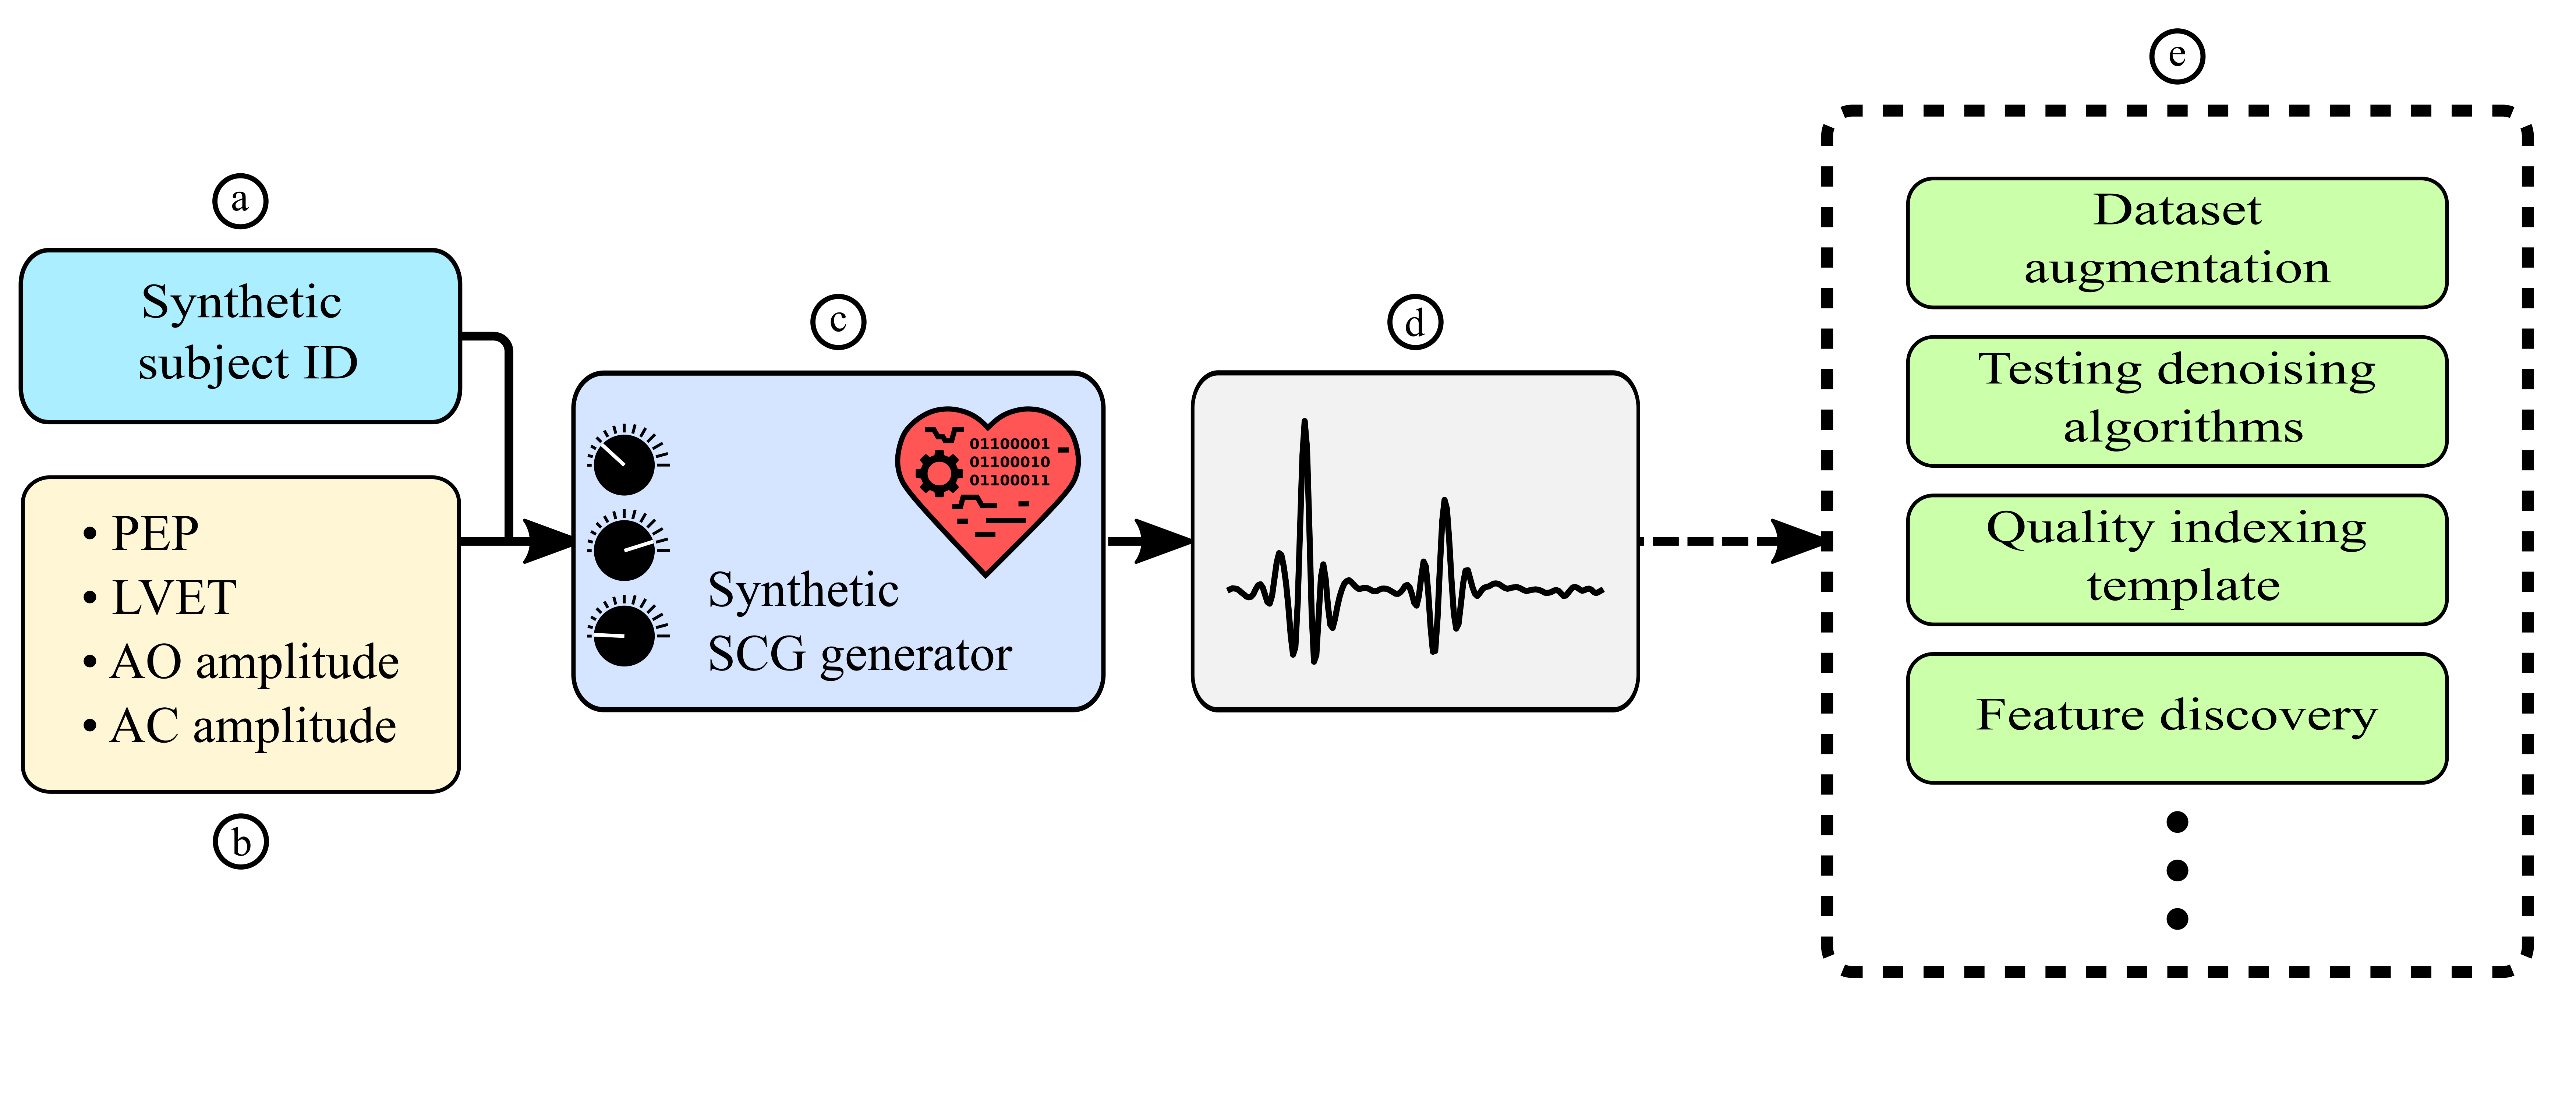 a
Synthetic
subject ID
• PEP
• LVET
• AO amplitude
• AC amplitude
b
c
01100001
01100010
01100011
Synthetic
SCG generator
d
e
Dataset
augmentation
Testing denoising
algorithms
Quality indexing
template
Feature discovery